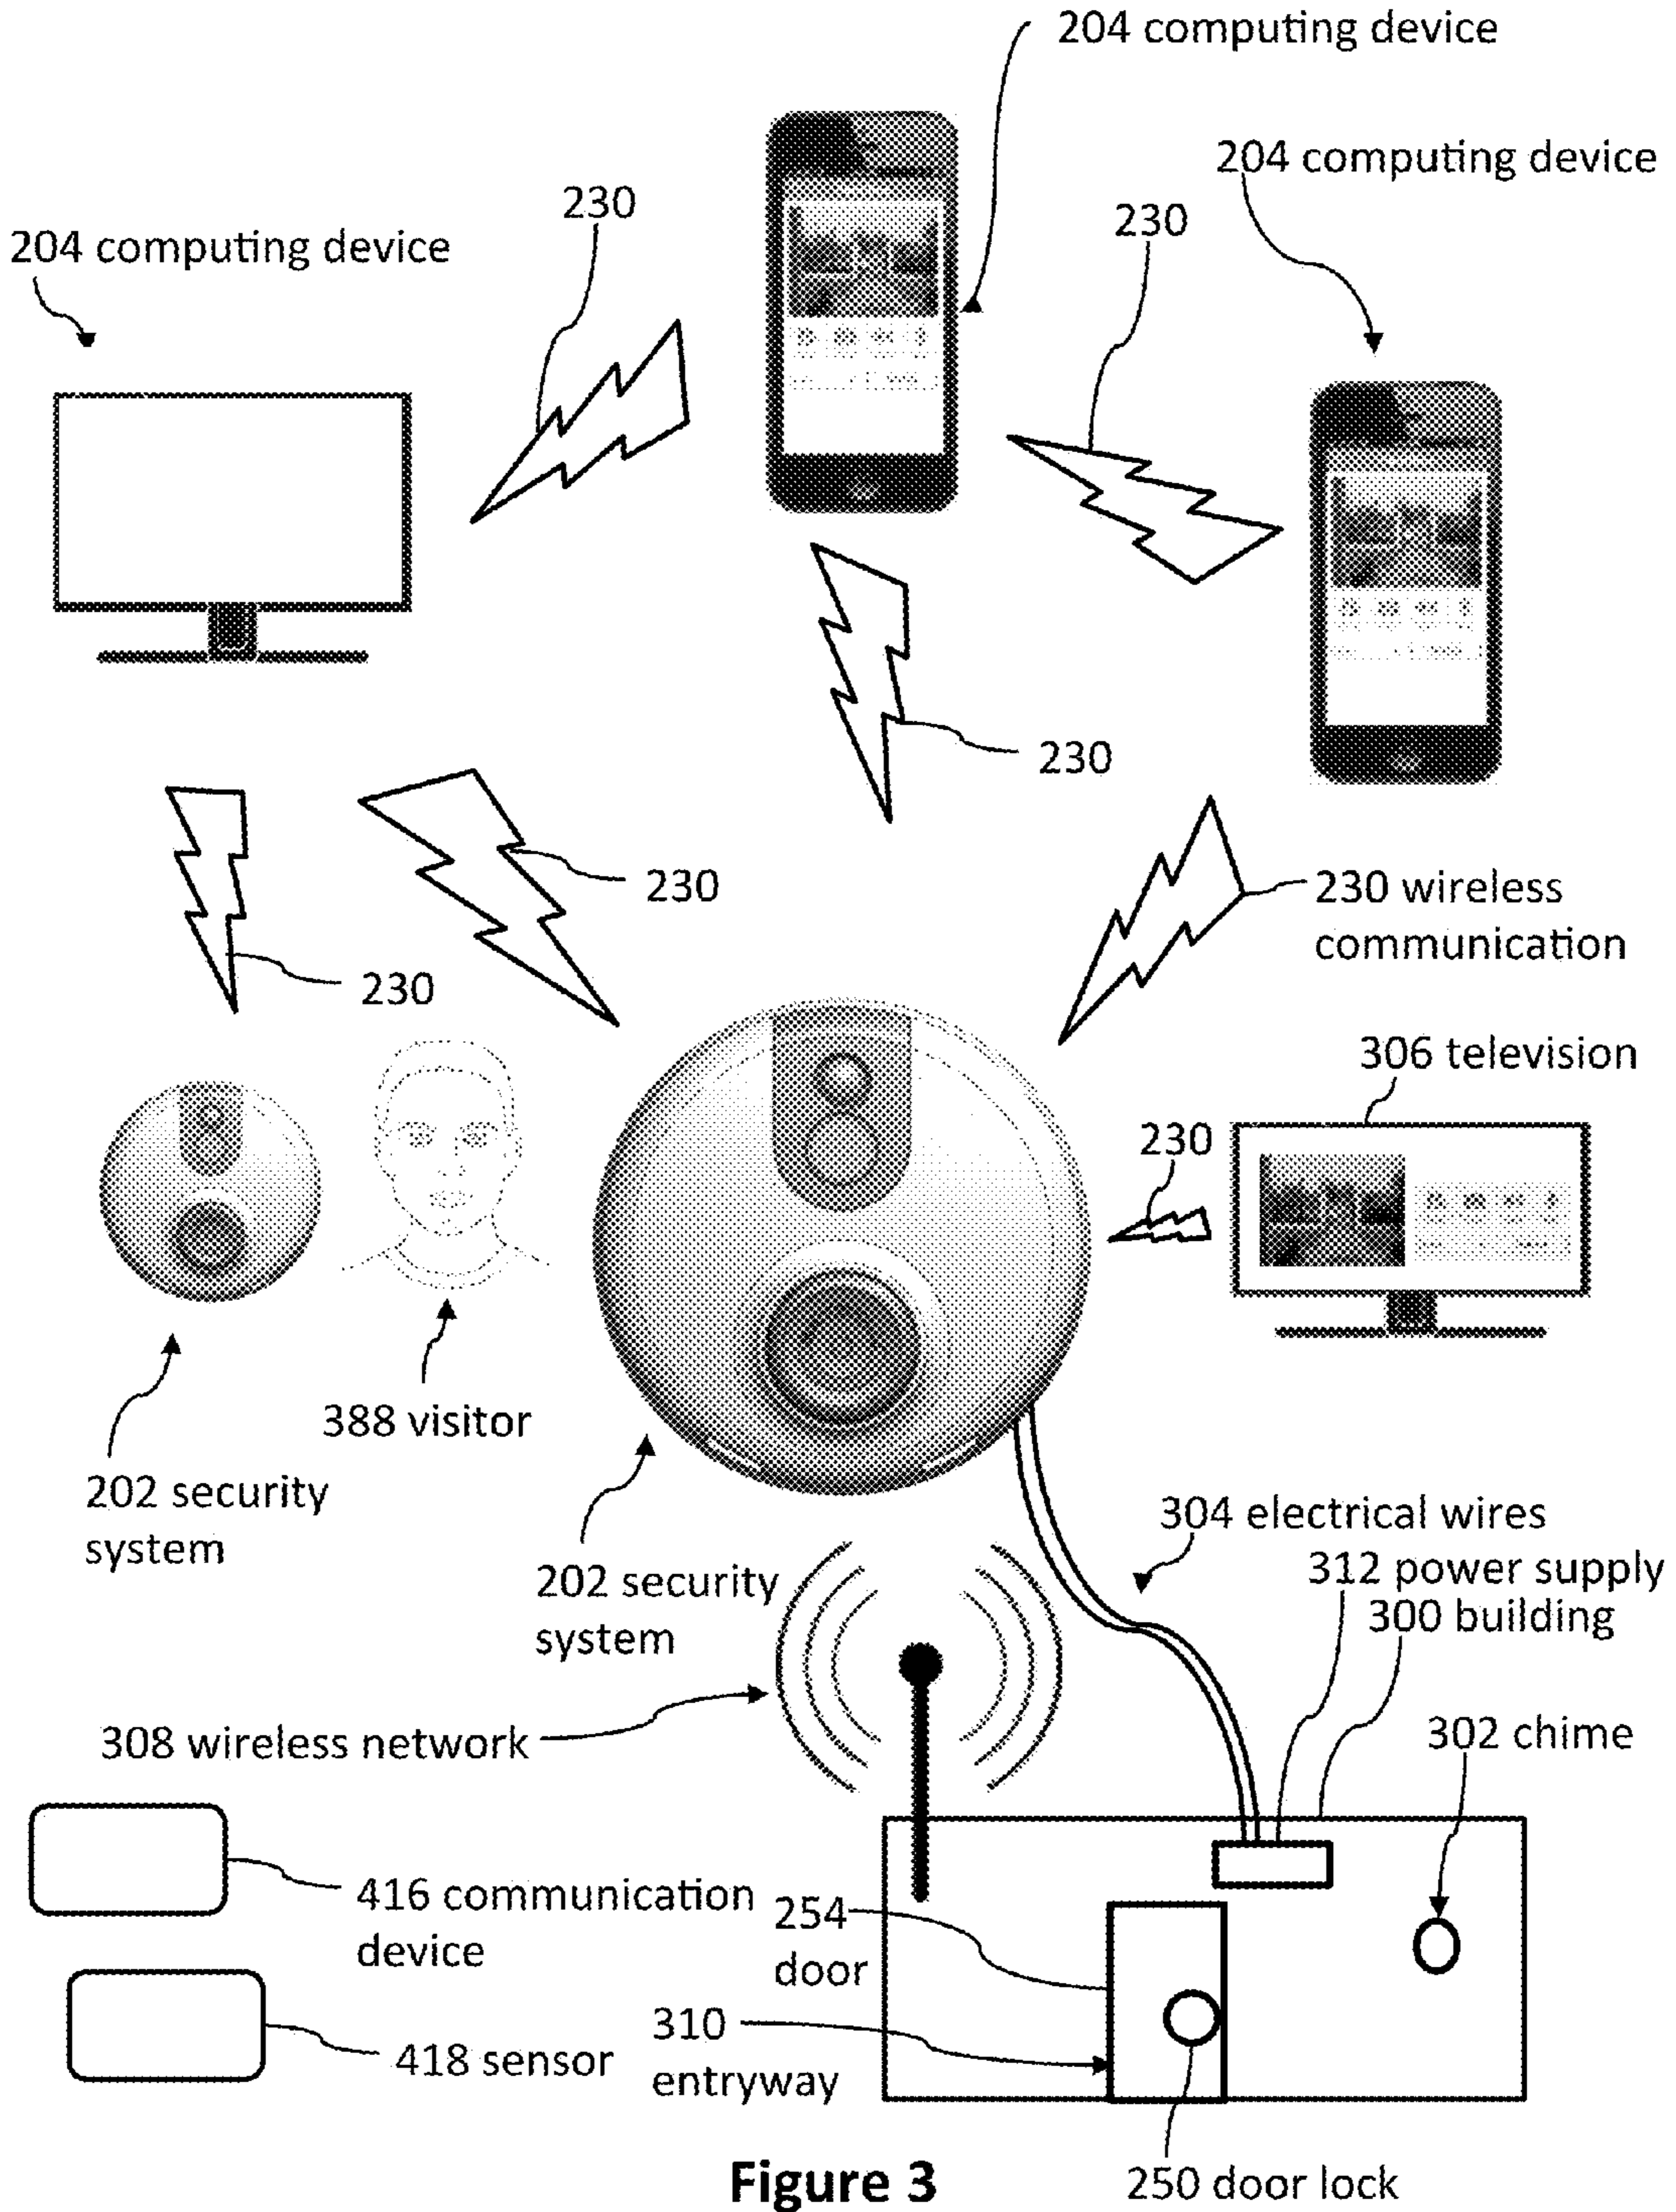 204 computing device
204 computing device
230
230
204 computing device
230
230
230 wireless
communication
230
306 television
230
388 visitor
202 security
system
304 electrical wires
202 security
system
312 power supply
300 building
308 wireless network
302 chime
416 communication
device
254
door
310
entryway
418 sensor
250 door lock
Figure 3